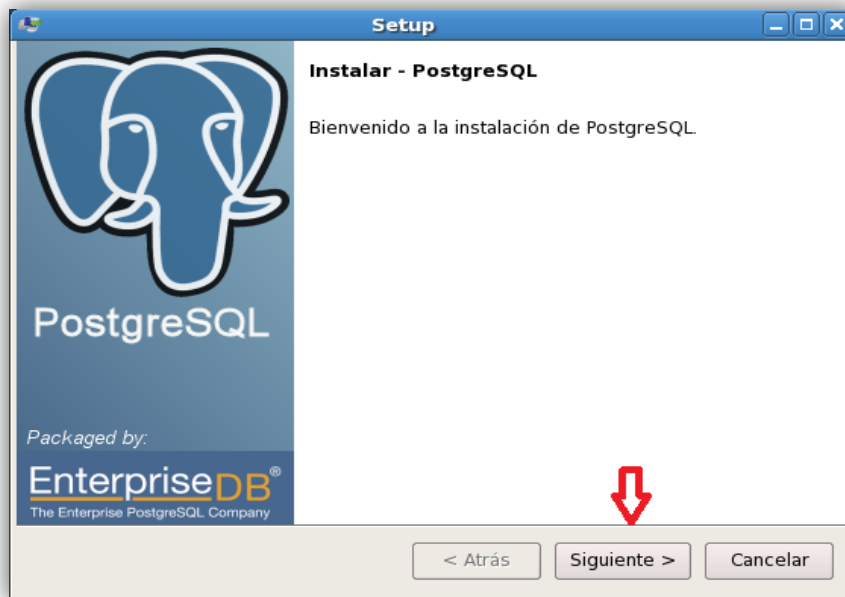 Setup
Instalar - PostgreSQL
Bienvenido a la instalación de PostgreSQL.
PostgreSQL
Packaged by:
EnterpriseDB®
The Enterprise PostgreSQL Company
< Atrás
Siguiente >
Cancelar